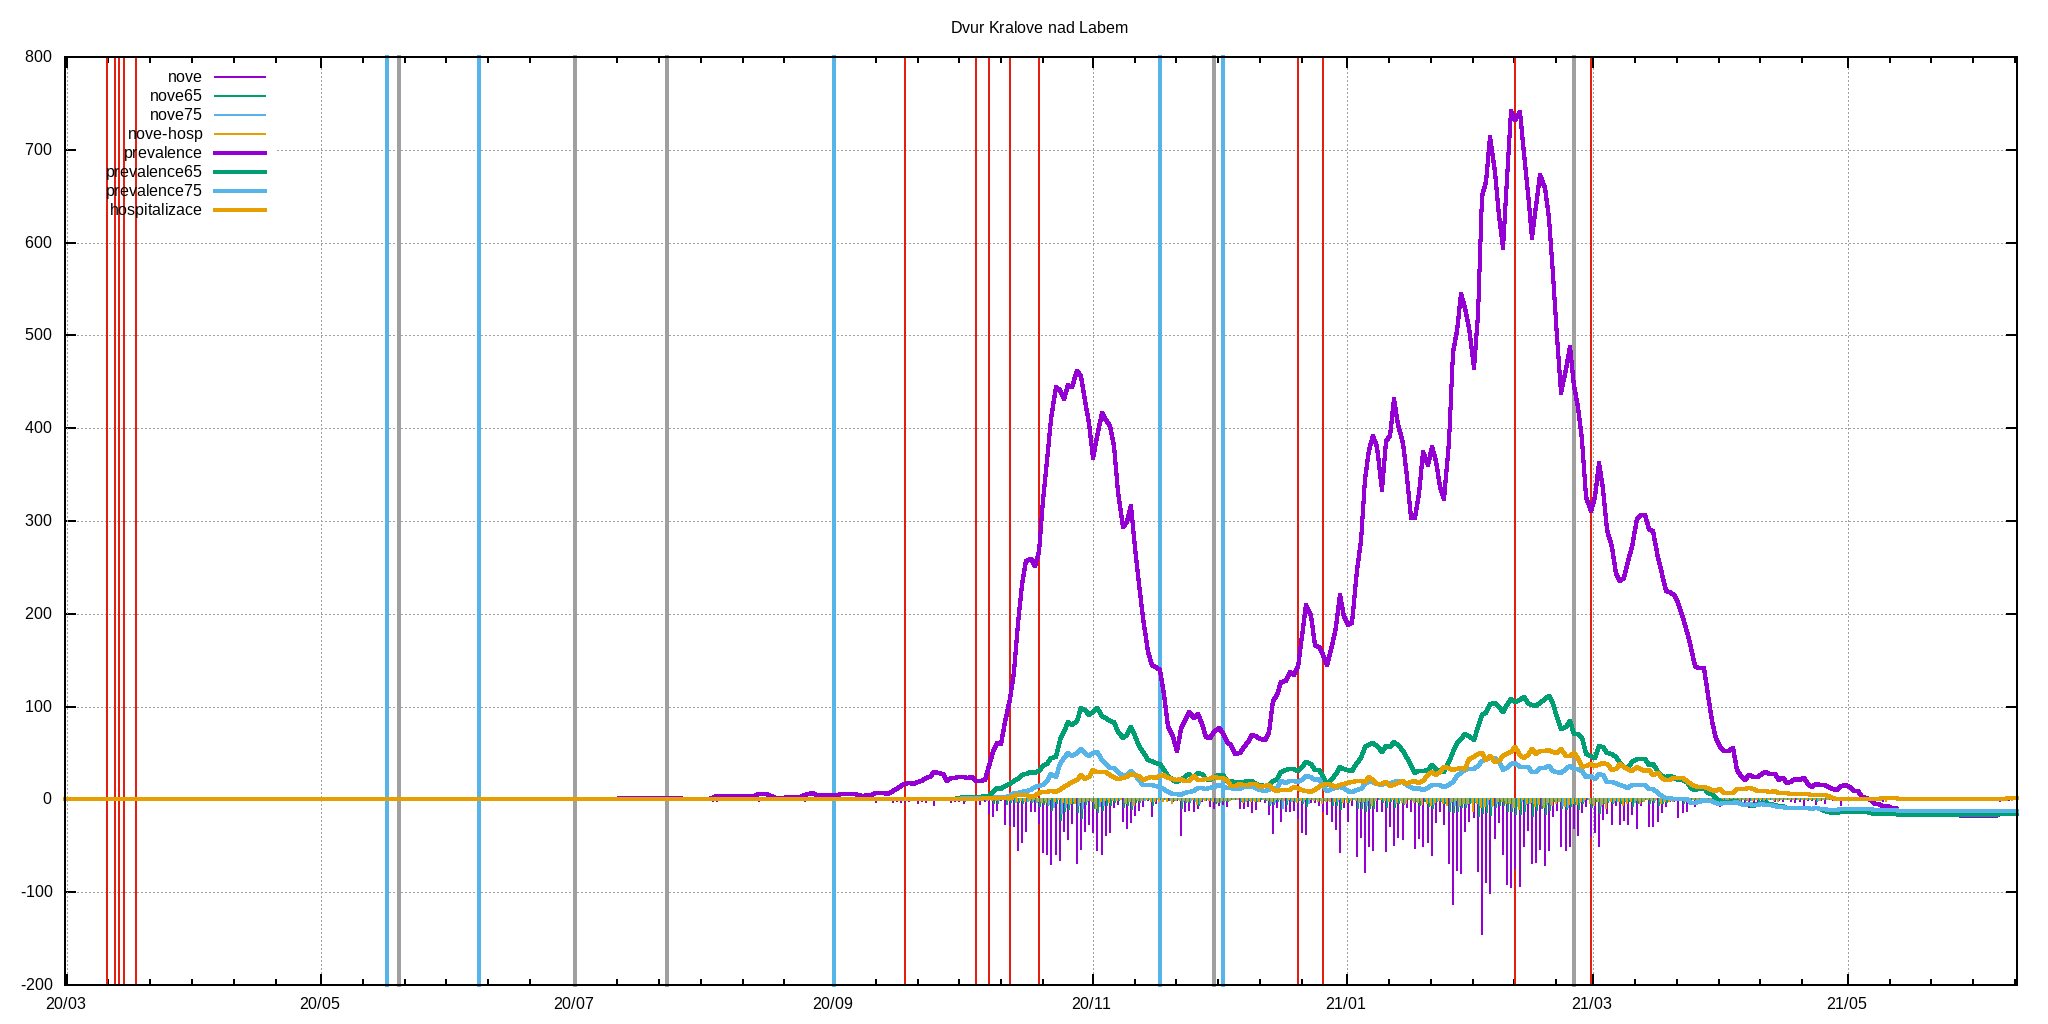 Dvur Kralove nad Labem
800
700
600
500
400
300
200
100
0
-100
-200
nove
nove65
nove75
nove-hosp
prevalence
prevalence65
prevalence75
hospitalizace
20/03 20/05 20/07 20/09 20/11 21/01 21/03 21/05